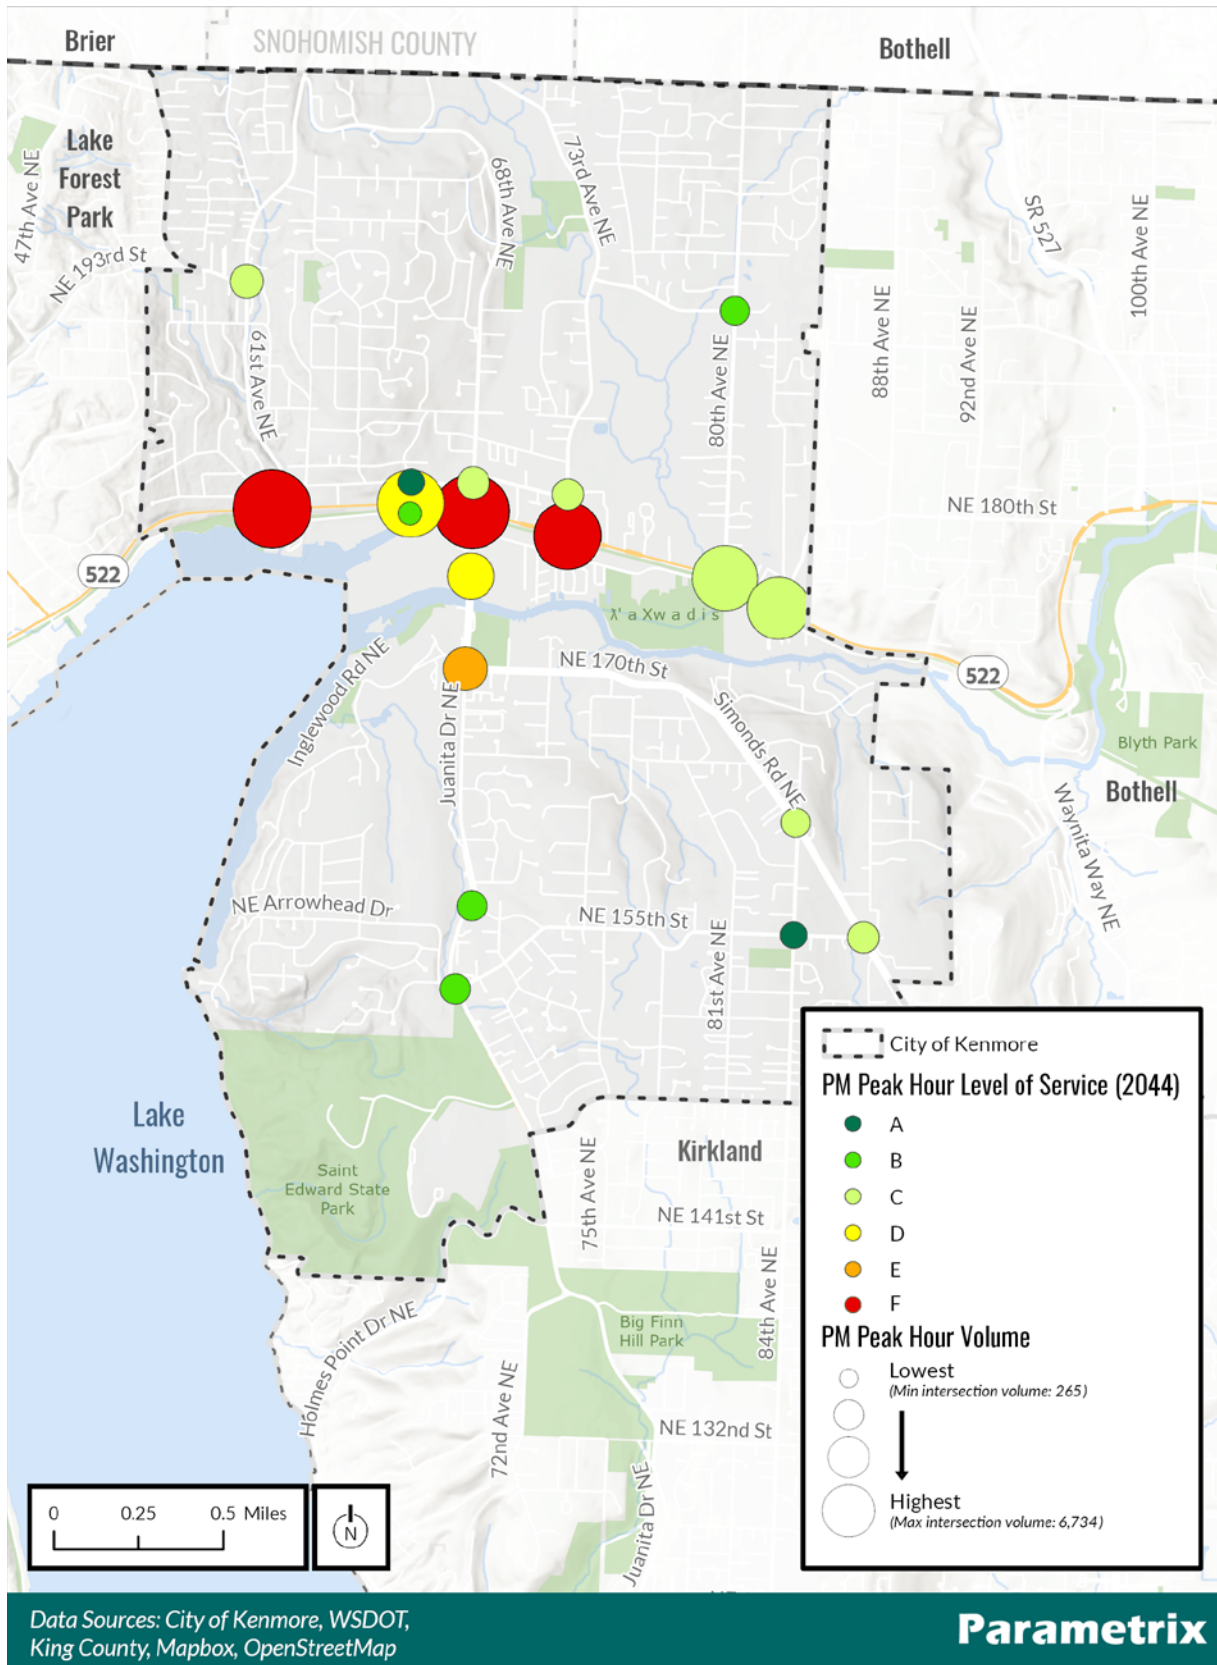 Brier
SNOHOMISH COUNTY
Bothell
Lake
Forest
Park
47th Ave NE
NE 193rd St
61st Ave NE
68th Ave NE
73rd Ave NE
80th Ave NE
88th Ave NE
92nd Ave NE
SR 527
100th Ave NE
NE 180th St
522
ƛ' a Xw a d i s
NE 170th St
522
Inglewood Rd NE
Juanita Dr NE
Simonds Rd NE
Blyth Park
Bothell
Waynita Way NE
NE Arrowhead Dr
NE 155th St
81st Ave NE
Lake
Washington
Saint
Edward State
Park
75th Ave NE
Kirkland
NE 141st St
84th Ave NE
Big Finn
Hill Park
Holmes Point Dr NE
72nd Ave NE
NE 132nd St
Juanita Dr NE
City of Kenmore
PM Peak Hour Level of Service (2044)
A
B
C
D
E
F
PM Peak Hour Volume
Lowest
(Min intersection volume: 265)
Highest
(Max intersection volume: 6,734)
0 0.25 0.5 Miles
N
Data Sources: City of Kenmore, WSDOT,
King County, Mapbox, OpenStreetMap
Parametrix